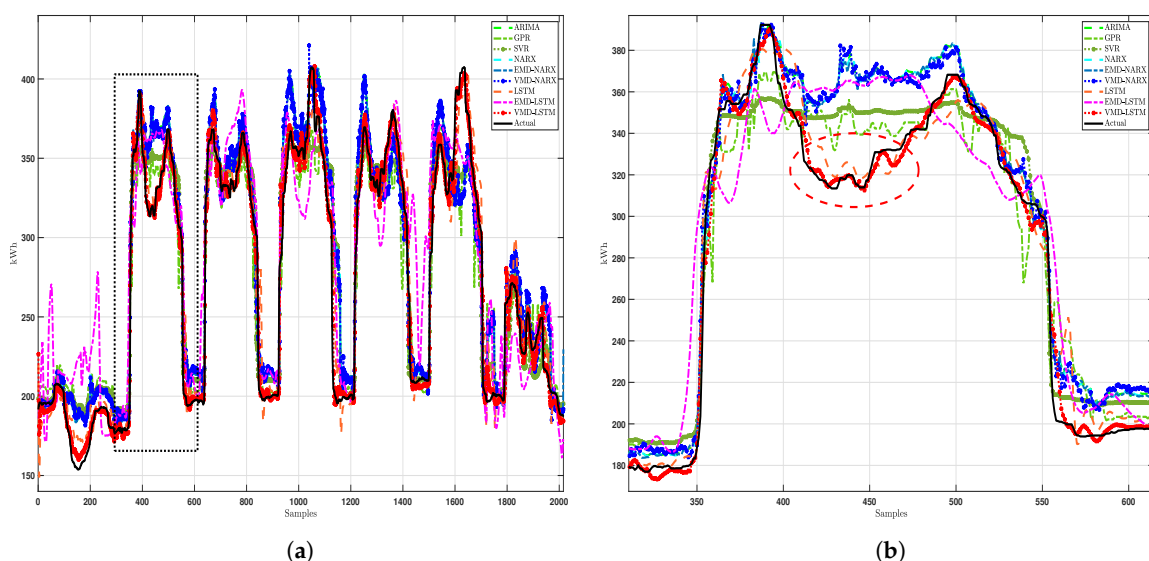 ARIMA
GPR
SVR
NARX
EMD-NARX
VMD-NARX
LSTM
EMD-LSTM
VMD-LSTM
Actual
400
350
300
250
200
150
kWh
0 200 400 600 800 1000 1200 1400 1600 1800 2000
Samples
(a)
ARIMA
GPR
SVR
NARX
EMD-NARX
VMD-NARX
LSTM
EMD-LSTM
VMD-LSTM
Actual
380
360
340
320
300
280
260
240
220
200
180
kWh
350 400 450 500 550 600
Samples
(b)